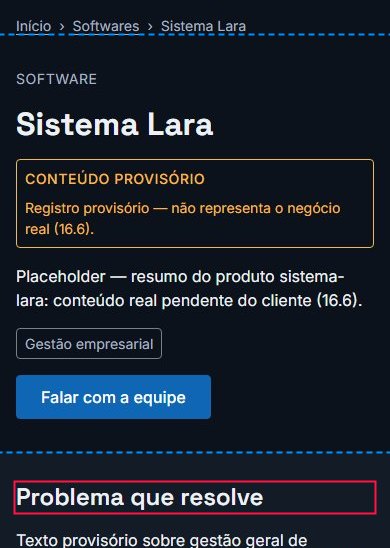 Início › Softwares › Sistema Lara
SOFTWARE
Sistema Lara
CONTEÚDO PROVISÓRIO
Registro provisório — não representa o negócio
real (16.6).
Placeholder — resumo do produto sistema-
lara: conteúdo real pendente do cliente (16.6).
Gestão empresarial
Falar com a equipe
Problema que resolve
Texto provisório sobre gestão geral de